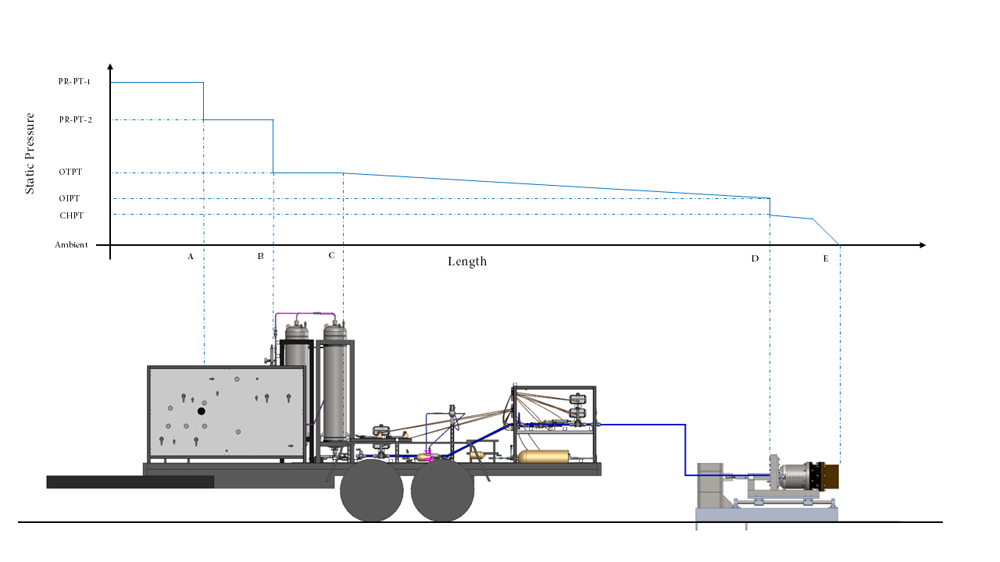 PR-PT-1
PR-PT-2
Static Pressure
OTPT
OIPT
CHPT
Ambient
A
B
C
Length
D
E